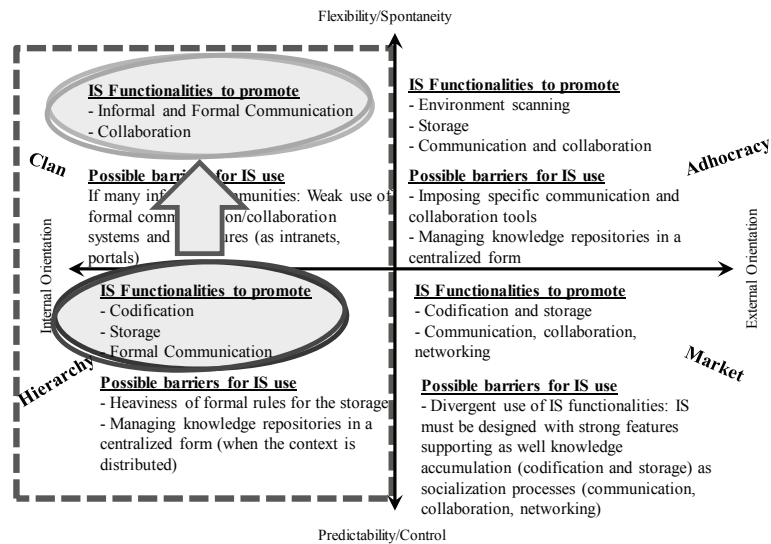 Flexibility/Spontaneity
IS Functionalities to promote
- Informal and Formal Communication
- Collaboration
Clan
Possible barriers for IS use
If many Weak use of
formal
systems and (as intranets,
portals)
IS Functionalities to promote
- Environment scanning
- Storage
- Communication and collaboration
Adhocracy
Possible barriers for IS use
- Imposing specific communication and
collaboration tools
- Managing knowledge repositories in a
centralized form
Internal Orientation
External Orientation
IS Functionalities to promote
- Codification
- Storage
- Formal Communication
Hierarchy
Possible barriers for IS use
- Heaviness of formal rules for the storage
- Managing knowledge repositories in a
centralized form (when the context is
distributed)
IS Functionalities to promote
- Codification and storage
- Communication, collaboration,
networking
Market
Possible barriers for IS use
- Divergent use of IS functionalities: IS
must be designed with strong features
supporting as well knowledge
accumulation (codification and storage) as
socialization processes (communication,
collaboration, networking)
Predictability/Control